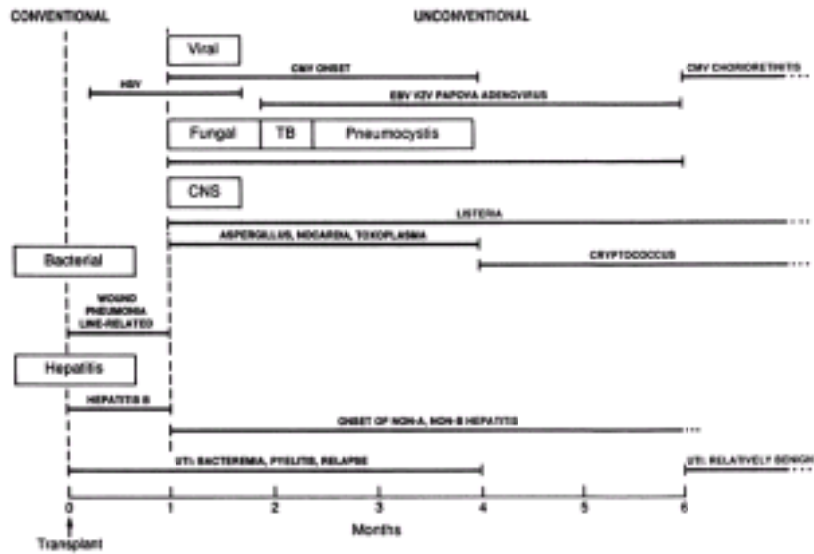 CONVENTIONAL UNCONVENTIONAL
Viral
CMV ONSET
CMV CHORIORETINITIS
HSV
EBV VZV PAPOVA ADENOVIRUS
Fungal TB Pneumocystis
CNS
LISTERIA
ASPERGILLUS, NOCARDIA, TOXOPLASMA
Bacterial
CRYPTOCOCCUS
WOUND
PNEUMONIA
LINE-RELATED
Hepatitis
HEPATITIS B
ONSET OF NON-A, NON-B HEPATITIS
UTI: BACTEREMIA, PYELITIS, RELAPSE
UTI: RELATIVELY BENIGN
0 1 2 3 4 5 6
Months
Transplant